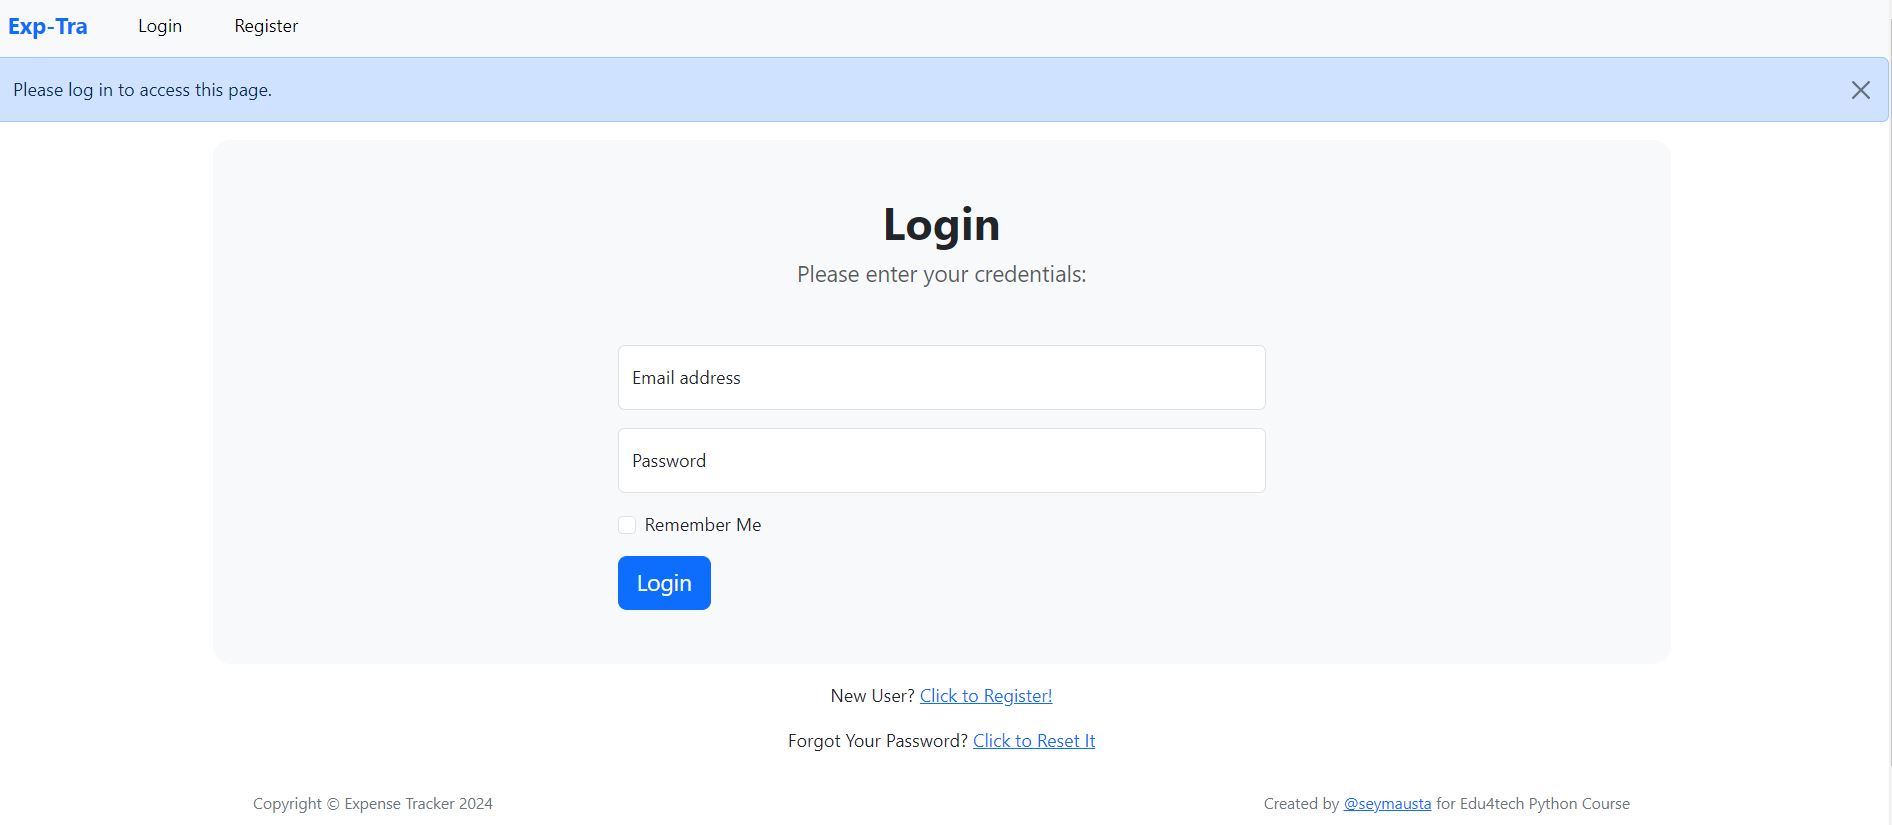 Exp-Tra Login Register
Please log in to access this page.
Login
Please enter your credentials:
Email address
Password
Remember Me
Login
New User? Click to Register!
Forgot Your Password? Click to Reset It
Copyright © Expense Tracker 2024 Created by @seymausta for Edu4tech Python Course